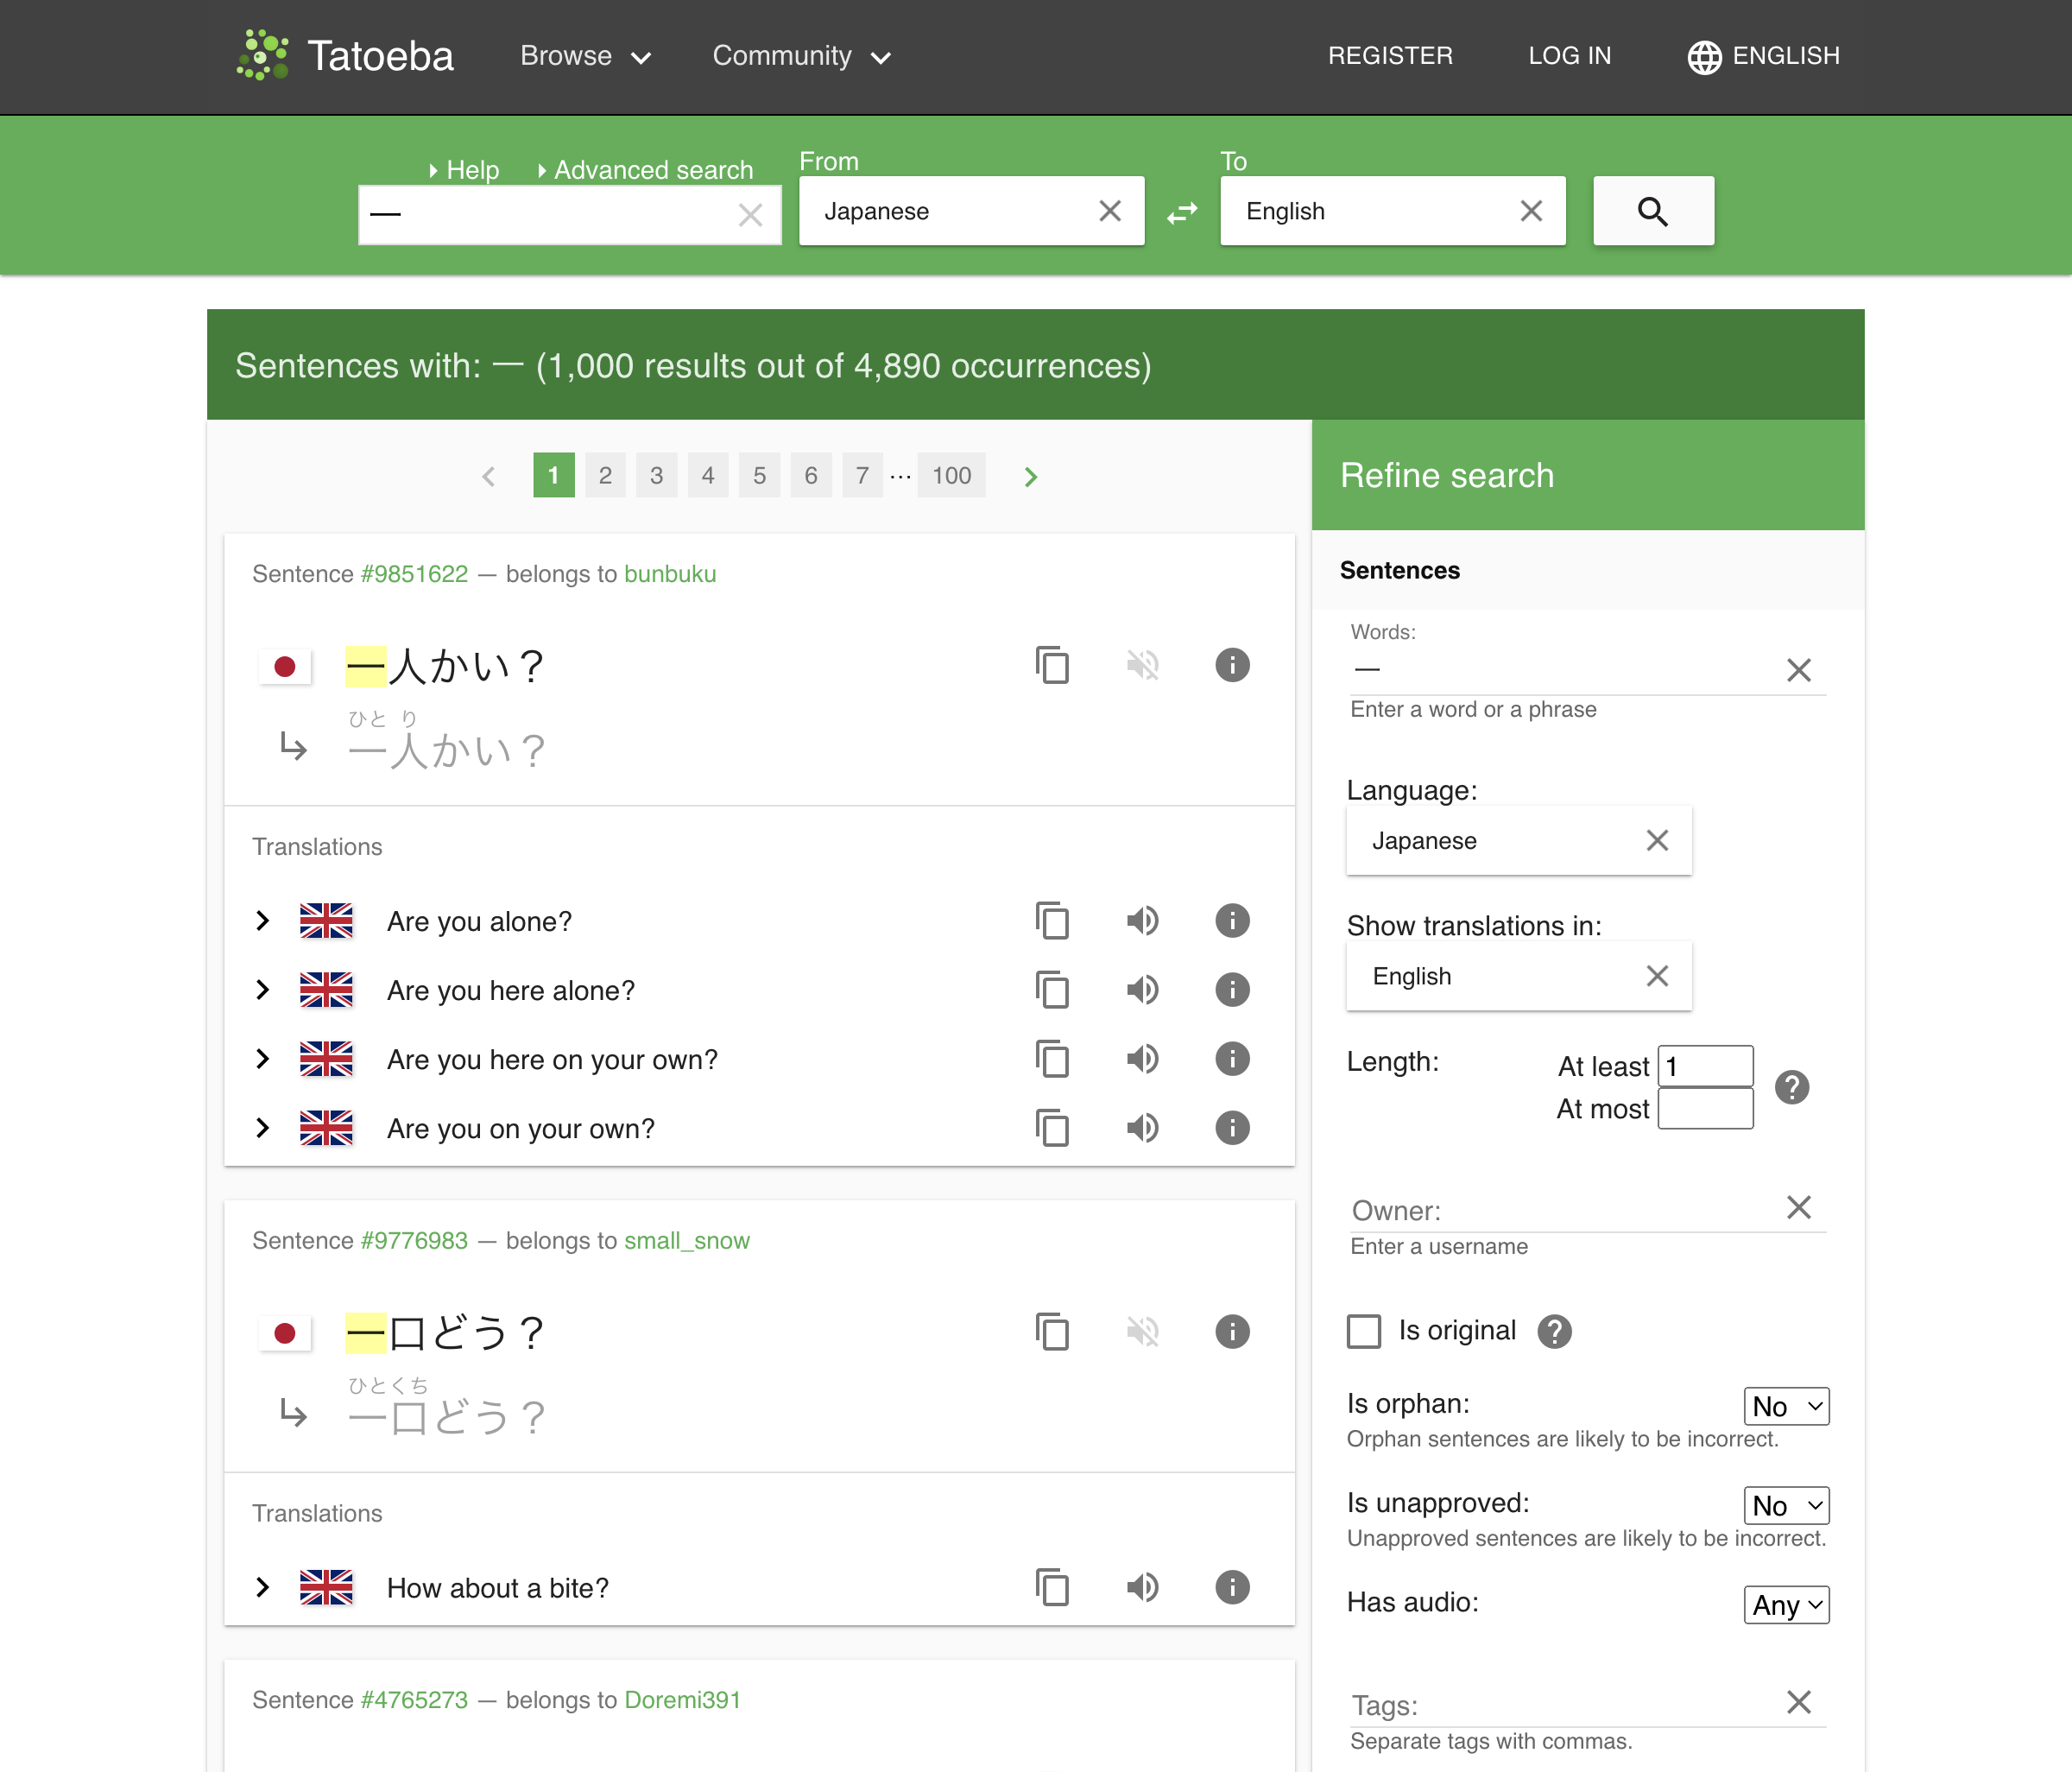 Tatoeba Browse Community REGISTER LOG IN ENGLISH
Help Advanced search From To
一 Japanese English
Sentences with: 一 (1,000 results out of 4,890 occurrences)
1 2 3 4 5 6 7 ... 100
Sentence #9851622 — belongs to bunbuku
一人かい？
ひと り
一人かい？
Translations
Are you alone?
Are you here alone?
Are you here on your own?
Are you on your own?
Sentence #9776983 — belongs to small_snow
一口どう？
ひとくち
一口どう？
Translations
How about a bite?
Sentence #4765273 — belongs to Doremi391
Refine search
Sentences
Words:
一
Enter a word or a phrase
Language:
Japanese
Show translations in:
English
Length: At least 1
At most
Owner:
Enter a username
Is original
Is orphan: No
Orphan sentences are likely to be incorrect.
Is unapproved: No
Unapproved sentences are likely to be incorrect.
Has audio: Any
Tags:
Separate tags with commas.